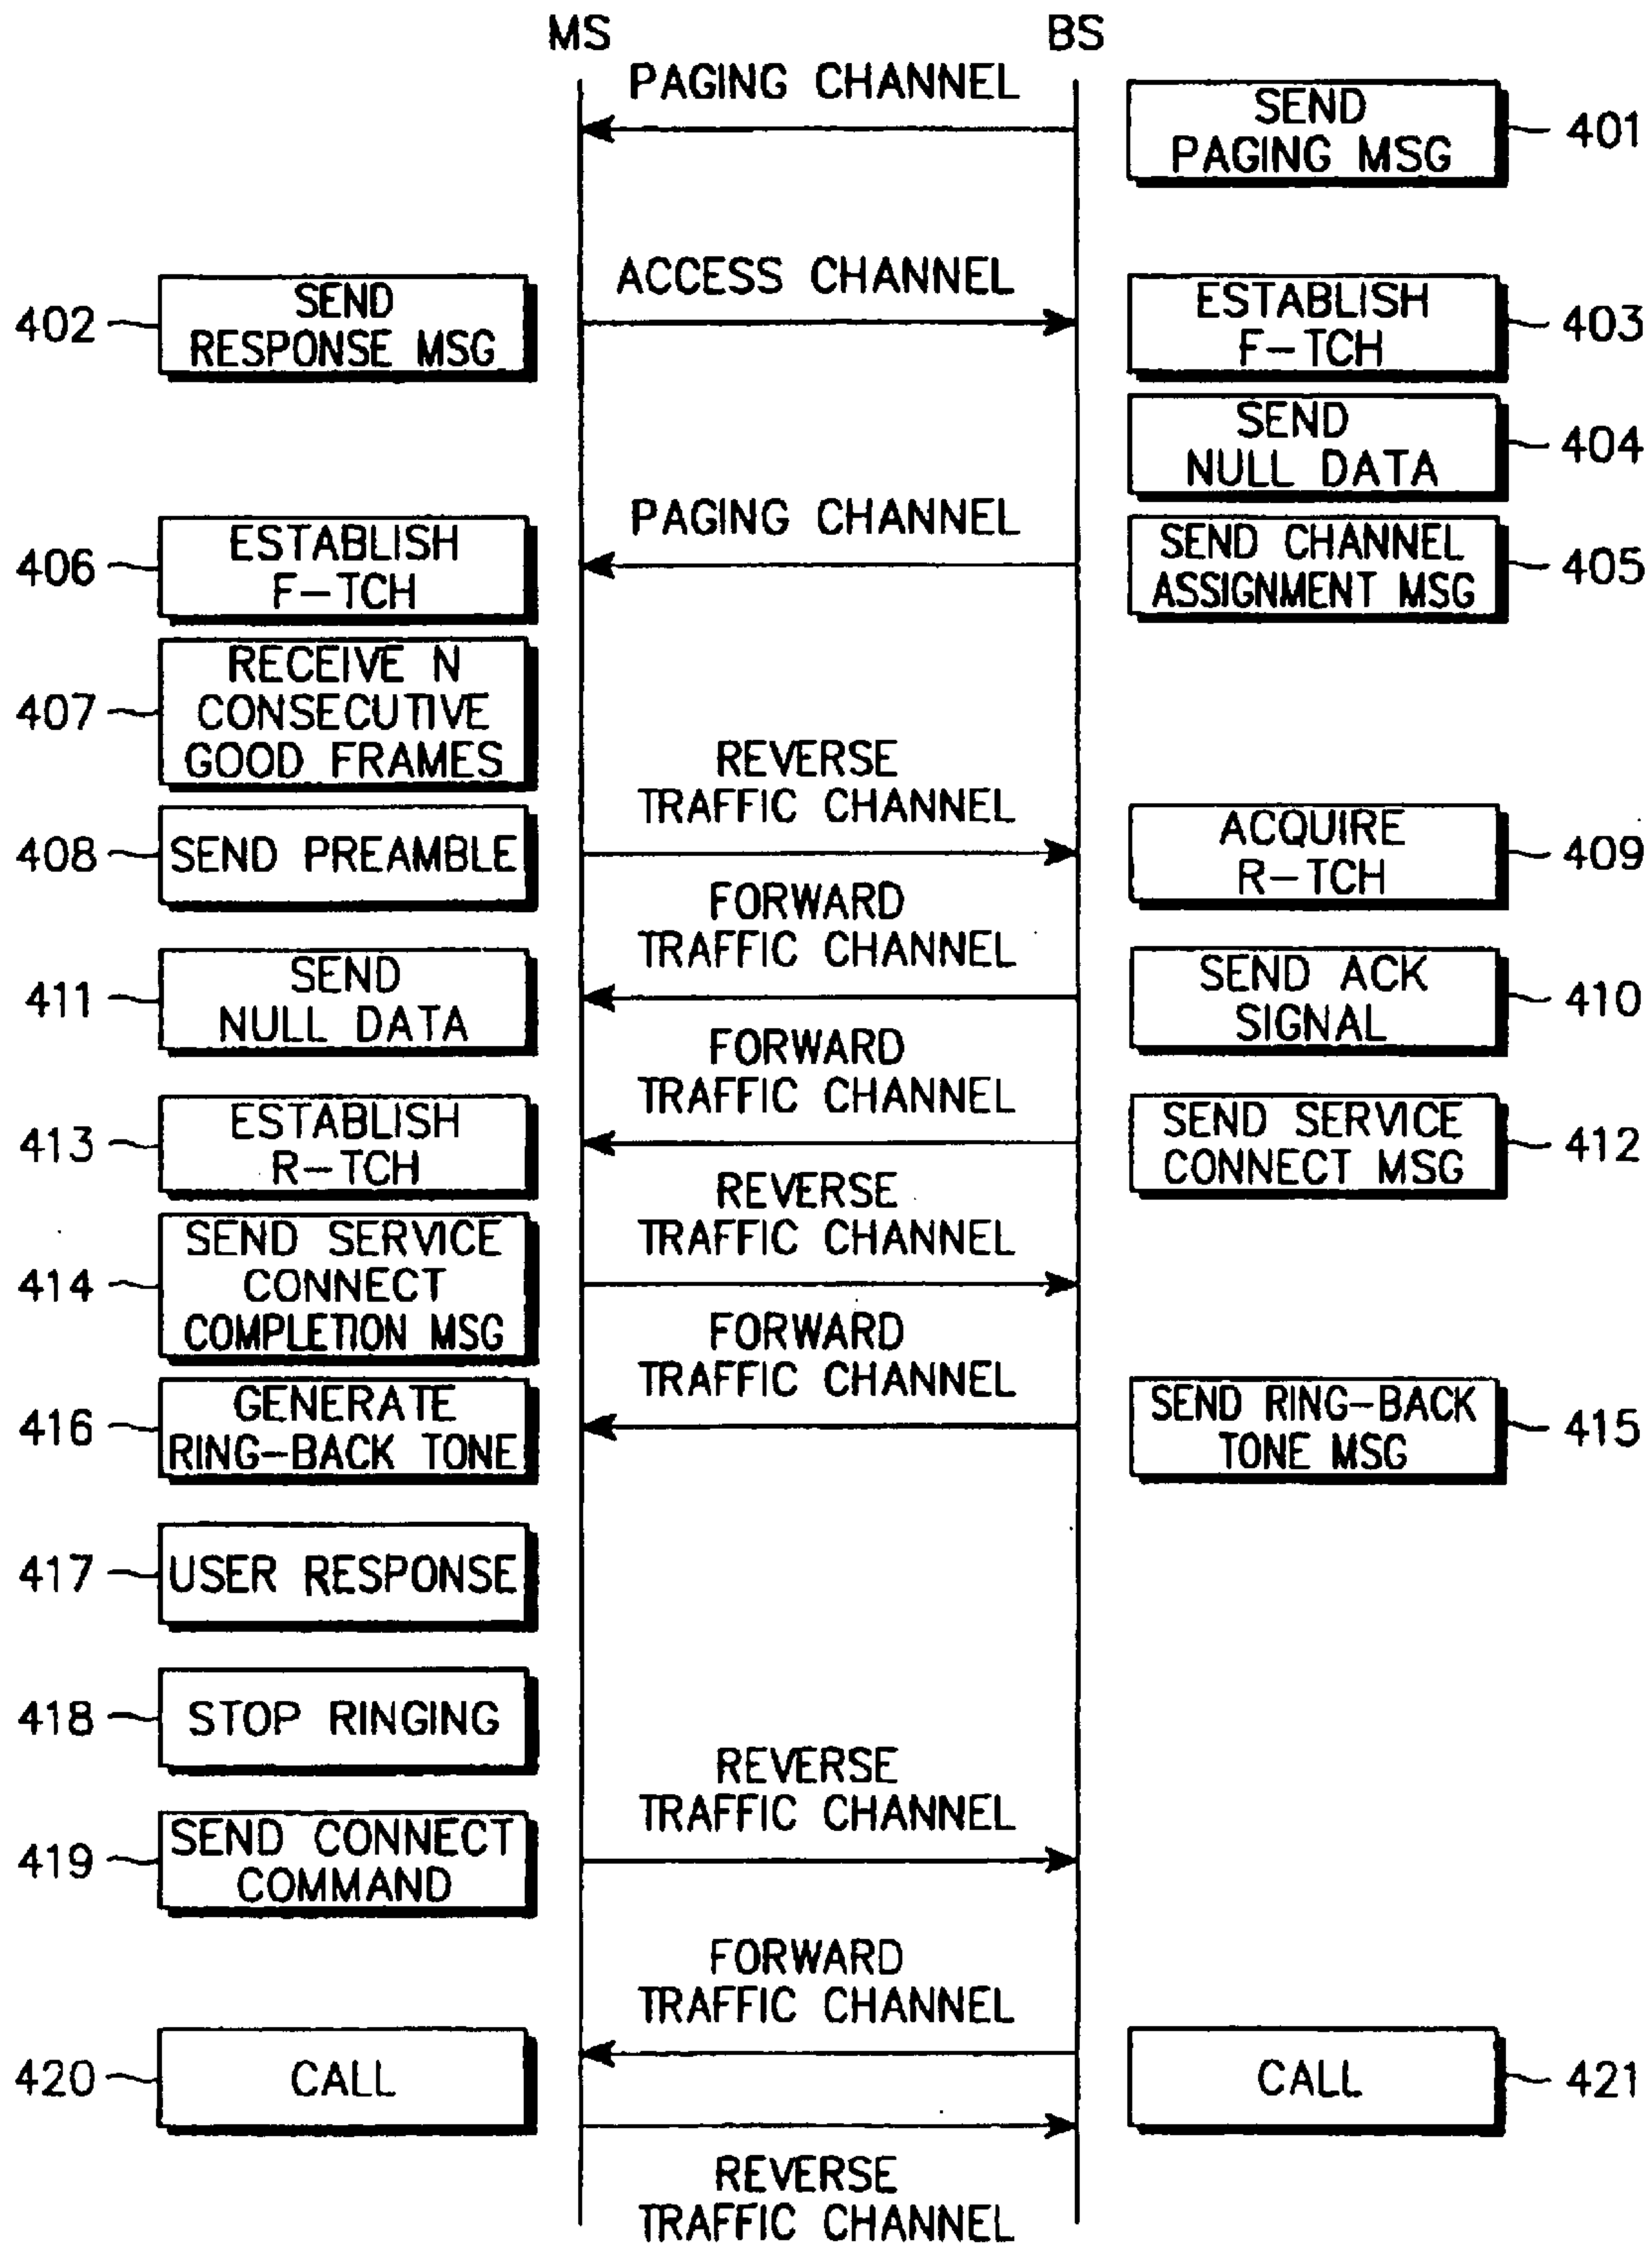 MS
BS
PAGING CHANNEL
SEND
PAGING MSG
401
402
SEND
RESPONSE MSG
ACCESS CHANNEL
ESTABLISH
F-TCH
403
SEND
NULL DATA
404
406
ESTABLISH
F-TCH
PAGING CHANNEL
SEND CHANNEL
ASSIGNMENT MSG
405
407
RECEIVE N
CONSECUTIVE
GOOD FRAMES
408
SEND PREAMBLE
REVERSE
TRAFFIC CHANNEL
ACQUIRE
R-TCH
409
411
SEND
NULL DATA
FORWARD
TRAFFIC CHANNEL
SEND ACK
SIGNAL
410
413
ESTABLISH
R-TCH
FORWARD
TRAFFIC CHANNEL
SEND SERVICE
CONNECT MSG
412
414
SEND SERVICE
CONNECT
COMPLETION MSG
REVERSE
TRAFFIC CHANNEL
416
GENERATE
RING-BACK TONE
FORWARD
TRAFFIC CHANNEL
SEND RING-BACK
TONE MSG
415
417
USER RESPONSE
418
STOP RINGING
419
SEND CONNECT
COMMAND
REVERSE
TRAFFIC CHANNEL
FORWARD
TRAFFIC CHANNEL
420
CALL
CALL
421
REVERSE
TRAFFIC CHANNEL